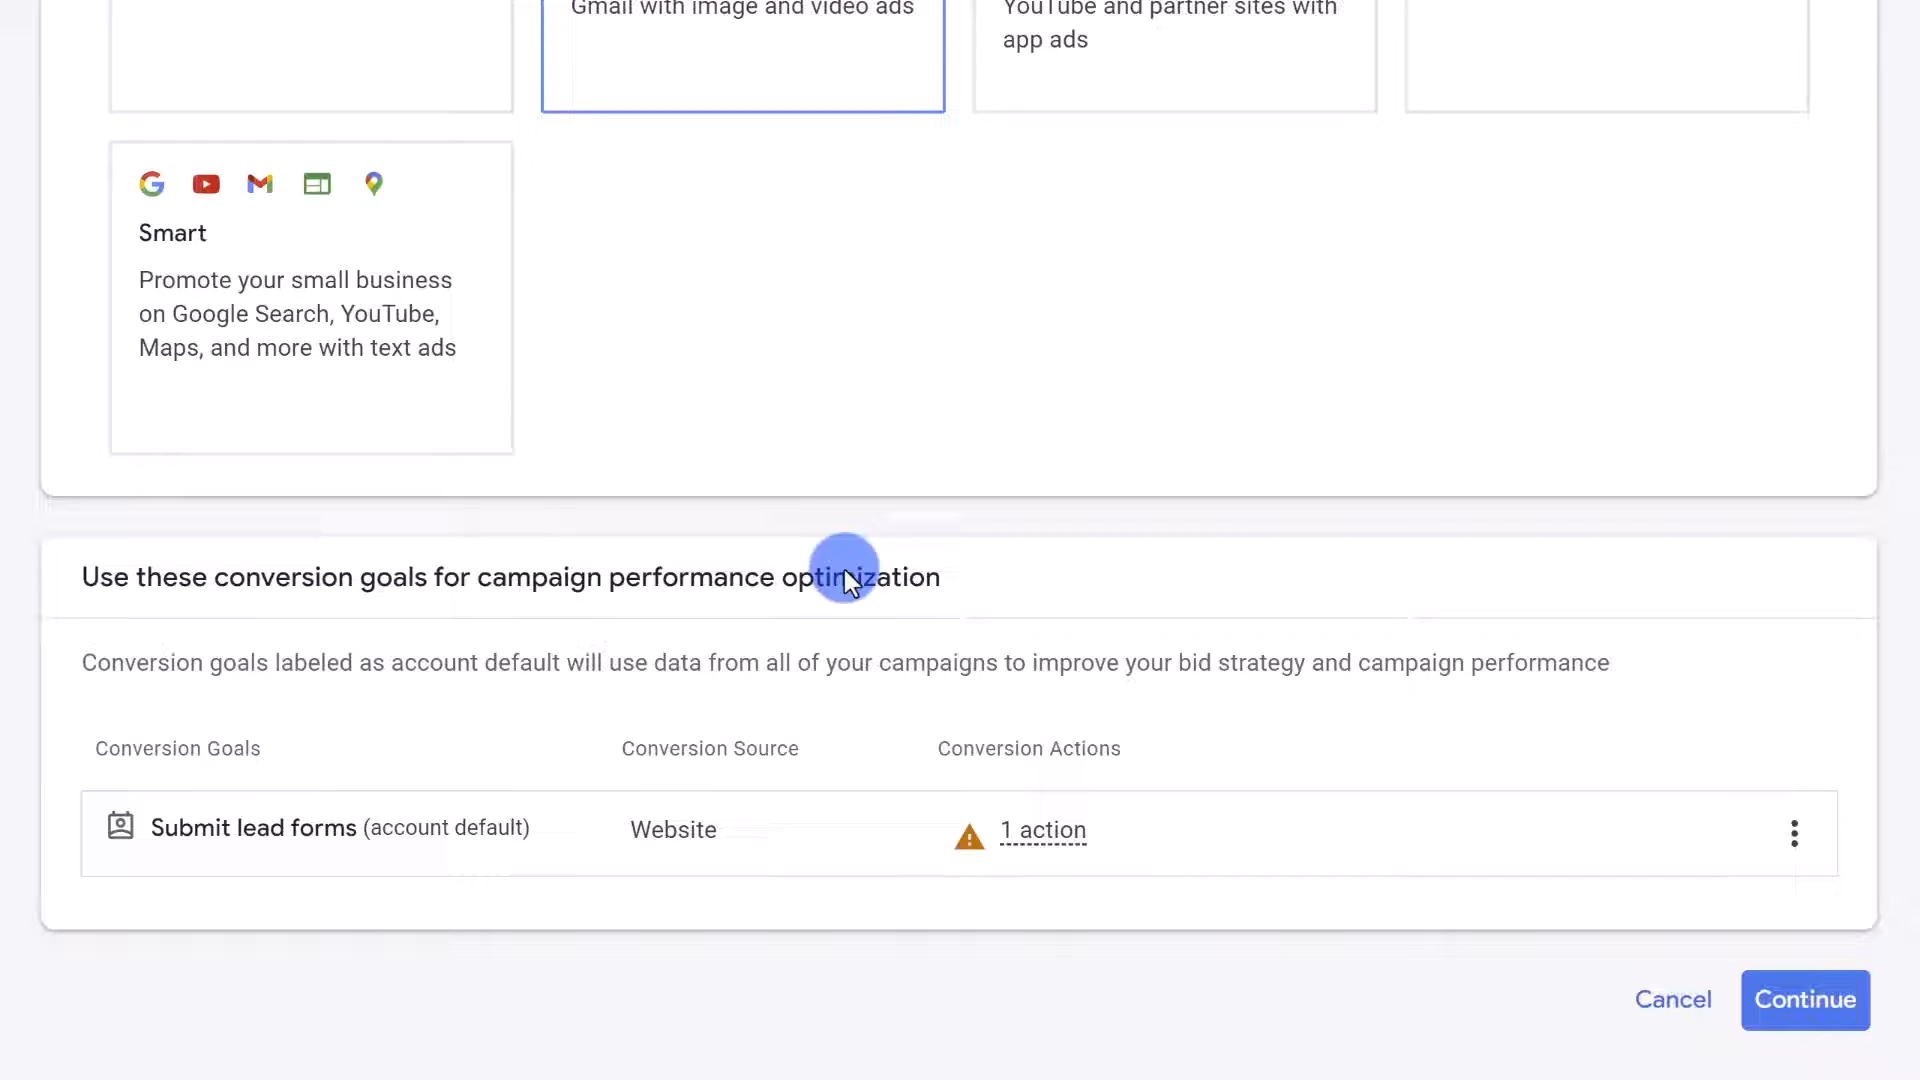 Gmail with image and video ads
YouTube and partner sites with
app ads
Smart
Promote your small business
on Google Search, YouTube,
Maps, and more with text ads
Use these conversion goals for campaign performance optimization
Conversion goals labeled as account default will use data from all of your campaigns to improve your bid strategy and campaign performance
Conversion Goals
Conversion Source
Conversion Actions
Submit lead forms (account default)
Website
1 action
Cancel
Continue